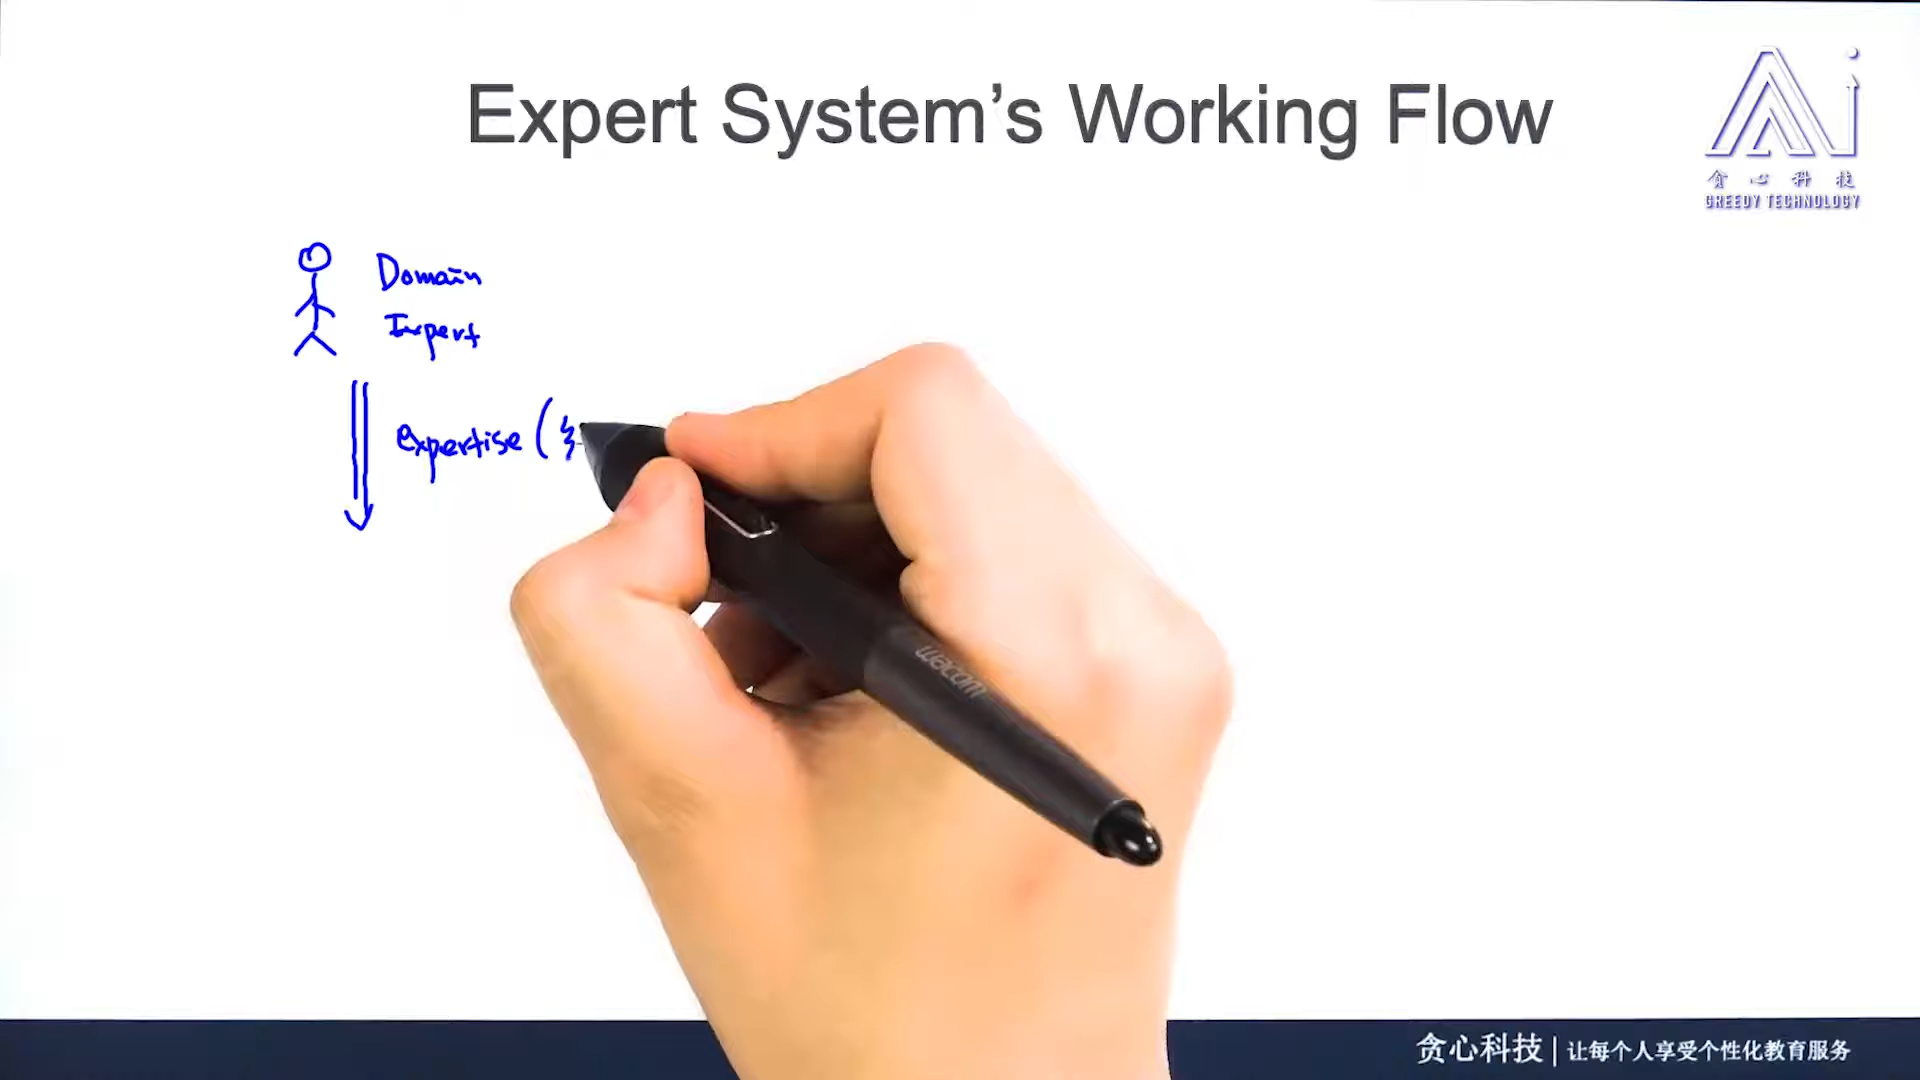 Expert System’s Working Flow
贪心科技
GREEDY TECHNOLOGY
Domain
Expert
expertise (
wacom
贪心科技 | 让每个人享受个性化教育服务